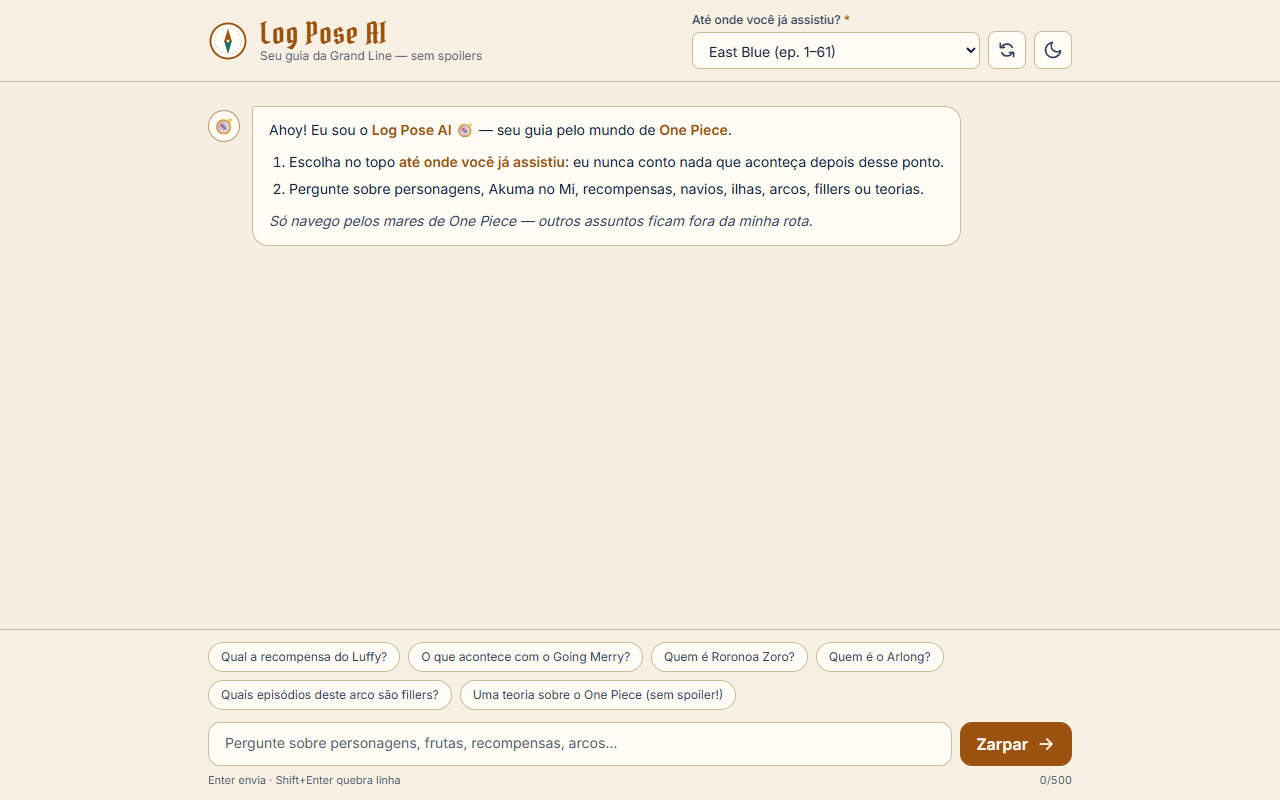 Log Pose AI
Seu guia da Grand Line — sem spoilers
Até onde você já assistiu? *
East Blue (ep. 1–61)
Ahoy! Eu sou o Log Pose AI 🧭 — seu guia pelo mundo de One Piece.
1. Escolha no topo até onde você já assistiu: eu nunca conto nada que aconteça depois desse ponto.
2. Pergunte sobre personagens, Akuma no Mi, recompensas, navios, ilhas, arcos, fillers ou teorias.
Só navego pelos mares de One Piece — outros assuntos ficam fora da minha rota.
Qual a recompensa do Luffy?
O que acontece com o Going Merry?
Quem é Roronoa Zoro?
Quem é o Arlong?
Quais episódios deste arco são fillers?
Uma teoria sobre o One Piece (sem spoiler!)
Pergunte sobre personagens, frutas, recompensas, arcos...
Zarpar →
Enter envia · Shift+Enter quebra linha
0/500